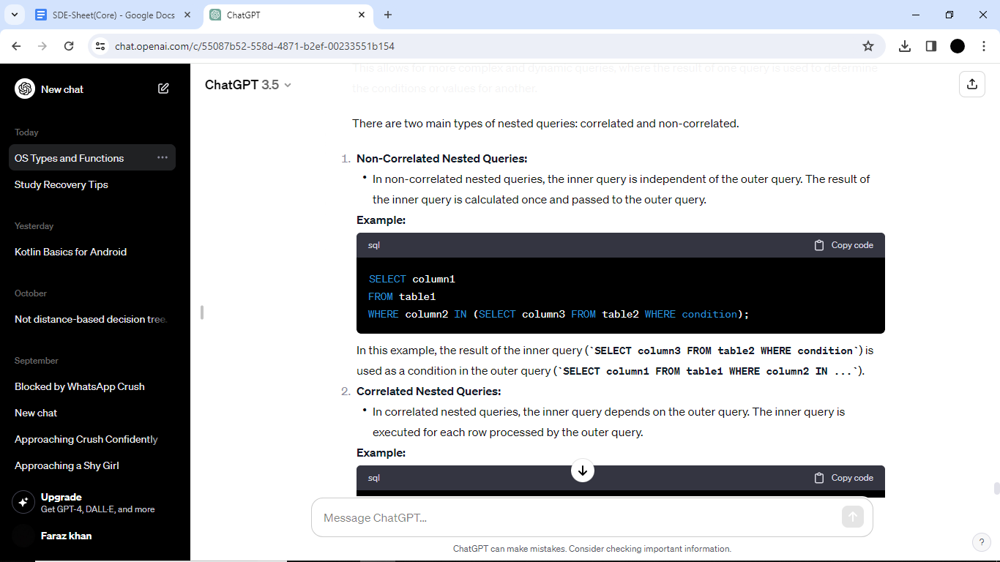 SDE-Sheet(Core) - Google Docs
ChatGPT
chat.openai.com/c/55087b52-558d-4871-b2ef-00233551b154
New chat
Today
OS Types and Functions
Study Recovery Tips
Yesterday
Kotlin Basics for Android
October
Not distance-based decision tree.
September
Blocked by WhatsApp Crush
New chat
Approaching Crush Confidently
Approaching a Shy Girl
Upgrade
Get GPT-4, DALL·E, and more
Faraz khan
ChatGPT 3.5
This allows for more complex and dynamic queries, where the result of one query is used to determine
the conditions or values for another.
There are two main types of nested queries: correlated and non-correlated.
1. Non-Correlated Nested Queries:
• In non-correlated nested queries, the inner query is independent of the outer query. The result of
the inner query is calculated once and passed to the outer query.
Example:
sql Copy code
SELECT column1
FROM table1
WHERE column2 IN (SELECT column3 FROM table2 WHERE condition);
In this example, the result of the inner query (`SELECT column3 FROM table2 WHERE condition`) is
used as a condition in the outer query (`SELECT column1 FROM table1 WHERE column2 IN ...`).
2. Correlated Nested Queries:
• In correlated nested queries, the inner query depends on the outer query. The inner query is
executed for each row processed by the outer query.
Example:
sql Copy code
Message ChatGPT...
ChatGPT can make mistakes. Consider checking important information.
?